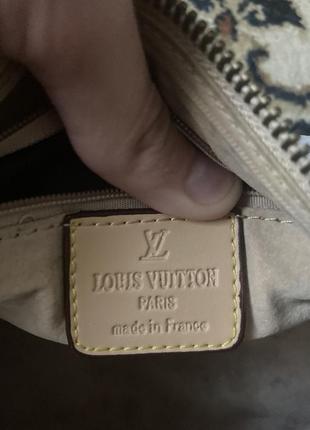 LV
LOUIS VUITTON
PARIS
made in France